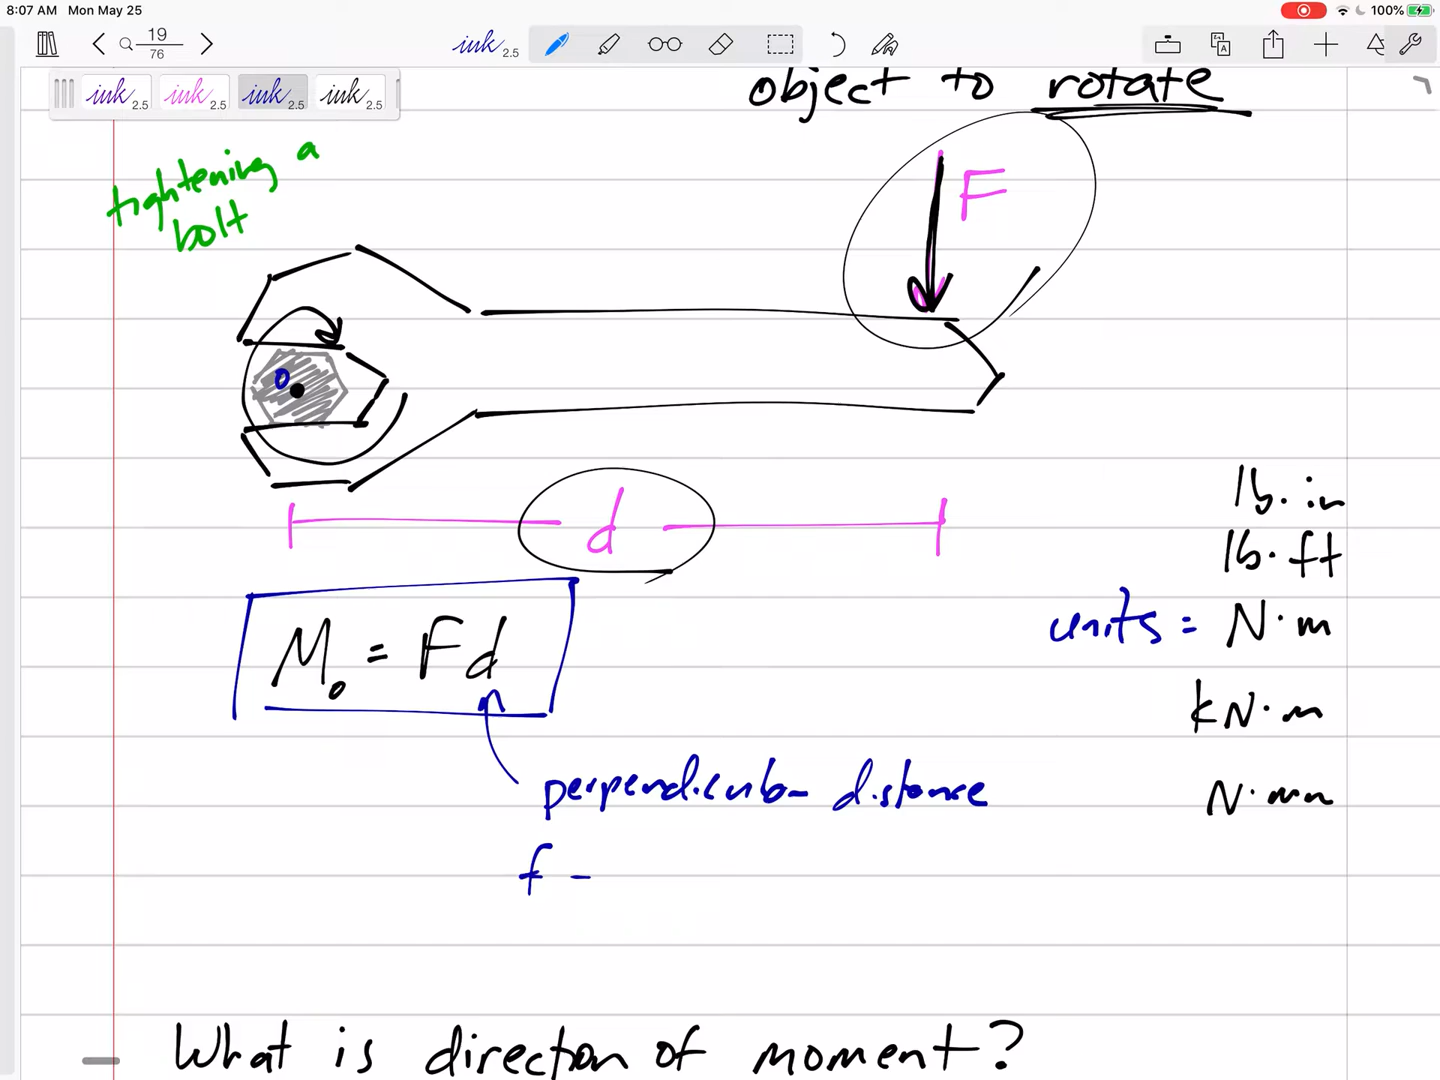 8:07 AM Mon May 25
100%
19
76
ink 2.5
ink 2.5
ink 2.5
ink 2.5
ink 2.5
object to rotate
tightening a
bolt
F
o
d
lb. in
lb. ft
units = N.m
kN.m
N.mm
Mo = Fd
perpendicular distance
f -
What is direction of moment?